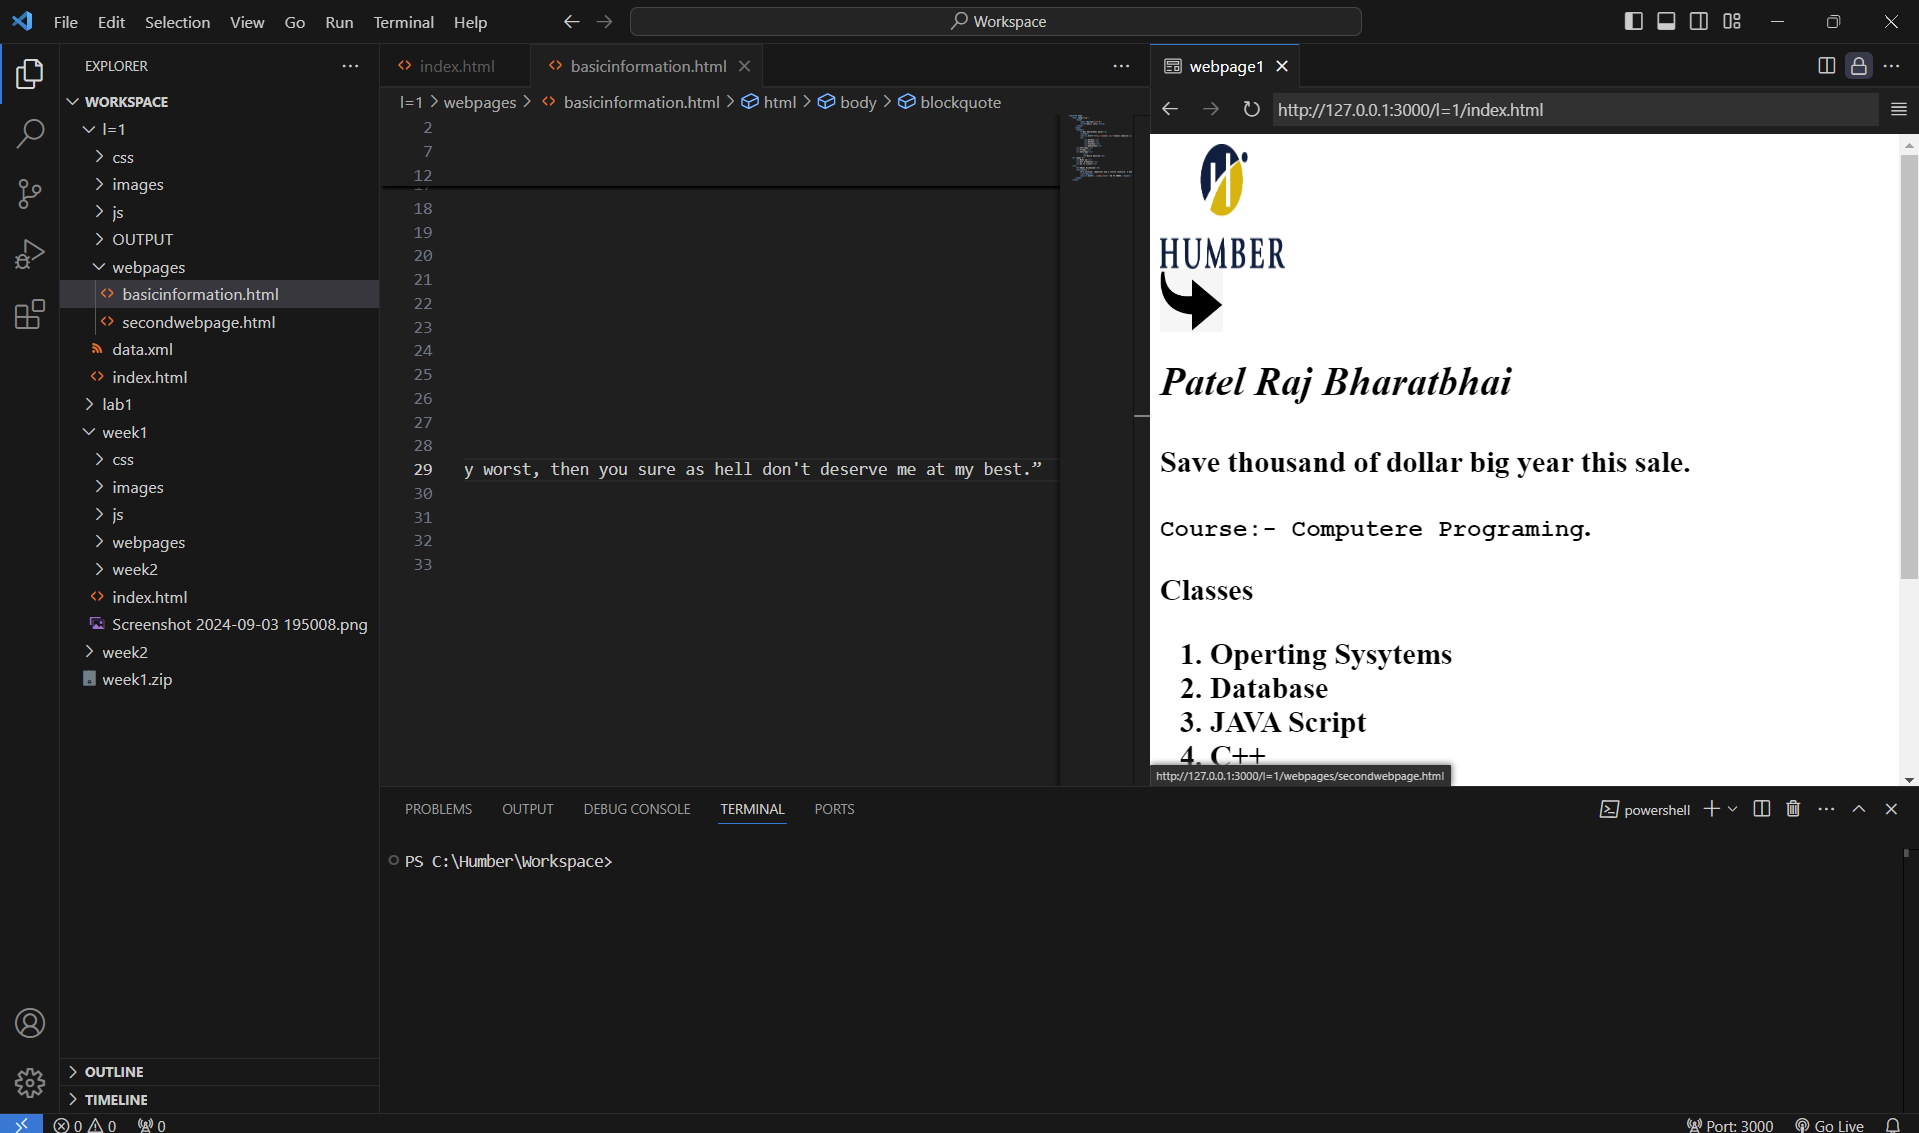 File Edit Selection View Go Run Terminal Help
Workspace
EXPLORER
WORKSPACE
l=1
css
images
js
OUTPUT
webpages
basicinformation.html
secondwebpage.html
data.xml
index.html
lab1
week1
css
images
js
webpages
week2
index.html
Screenshot 2024-09-03 195008.png
week2
week1.zip
OUTLINE
TIMELINE
index.html
basicinformation.html
l=1 > webpages > basicinformation.html > html > body > blockquote
2
7
12
18
19
20
21
22
23
24
25
26
27
28
29 y worst, then you sure as hell don't deserve me at my best.”
30
31
32
33
webpage1
http://127.0.0.1:3000/l=1/index.html
HUMBER
Patel Raj Bharatbhai
Save thousand of dollar big year this sale.
Course:- Computere Programing.
Classes
1. Operting Sysytems
2. Database
3. JAVA Script
4. C++
http://127.0.0.1:3000/l=1/webpages/secondwebpage.html
PROBLEMS OUTPUT DEBUG CONSOLE TERMINAL PORTS
powershell
PS C:\Humber\Workspace>
0 0 0
Port: 3000 Go Live